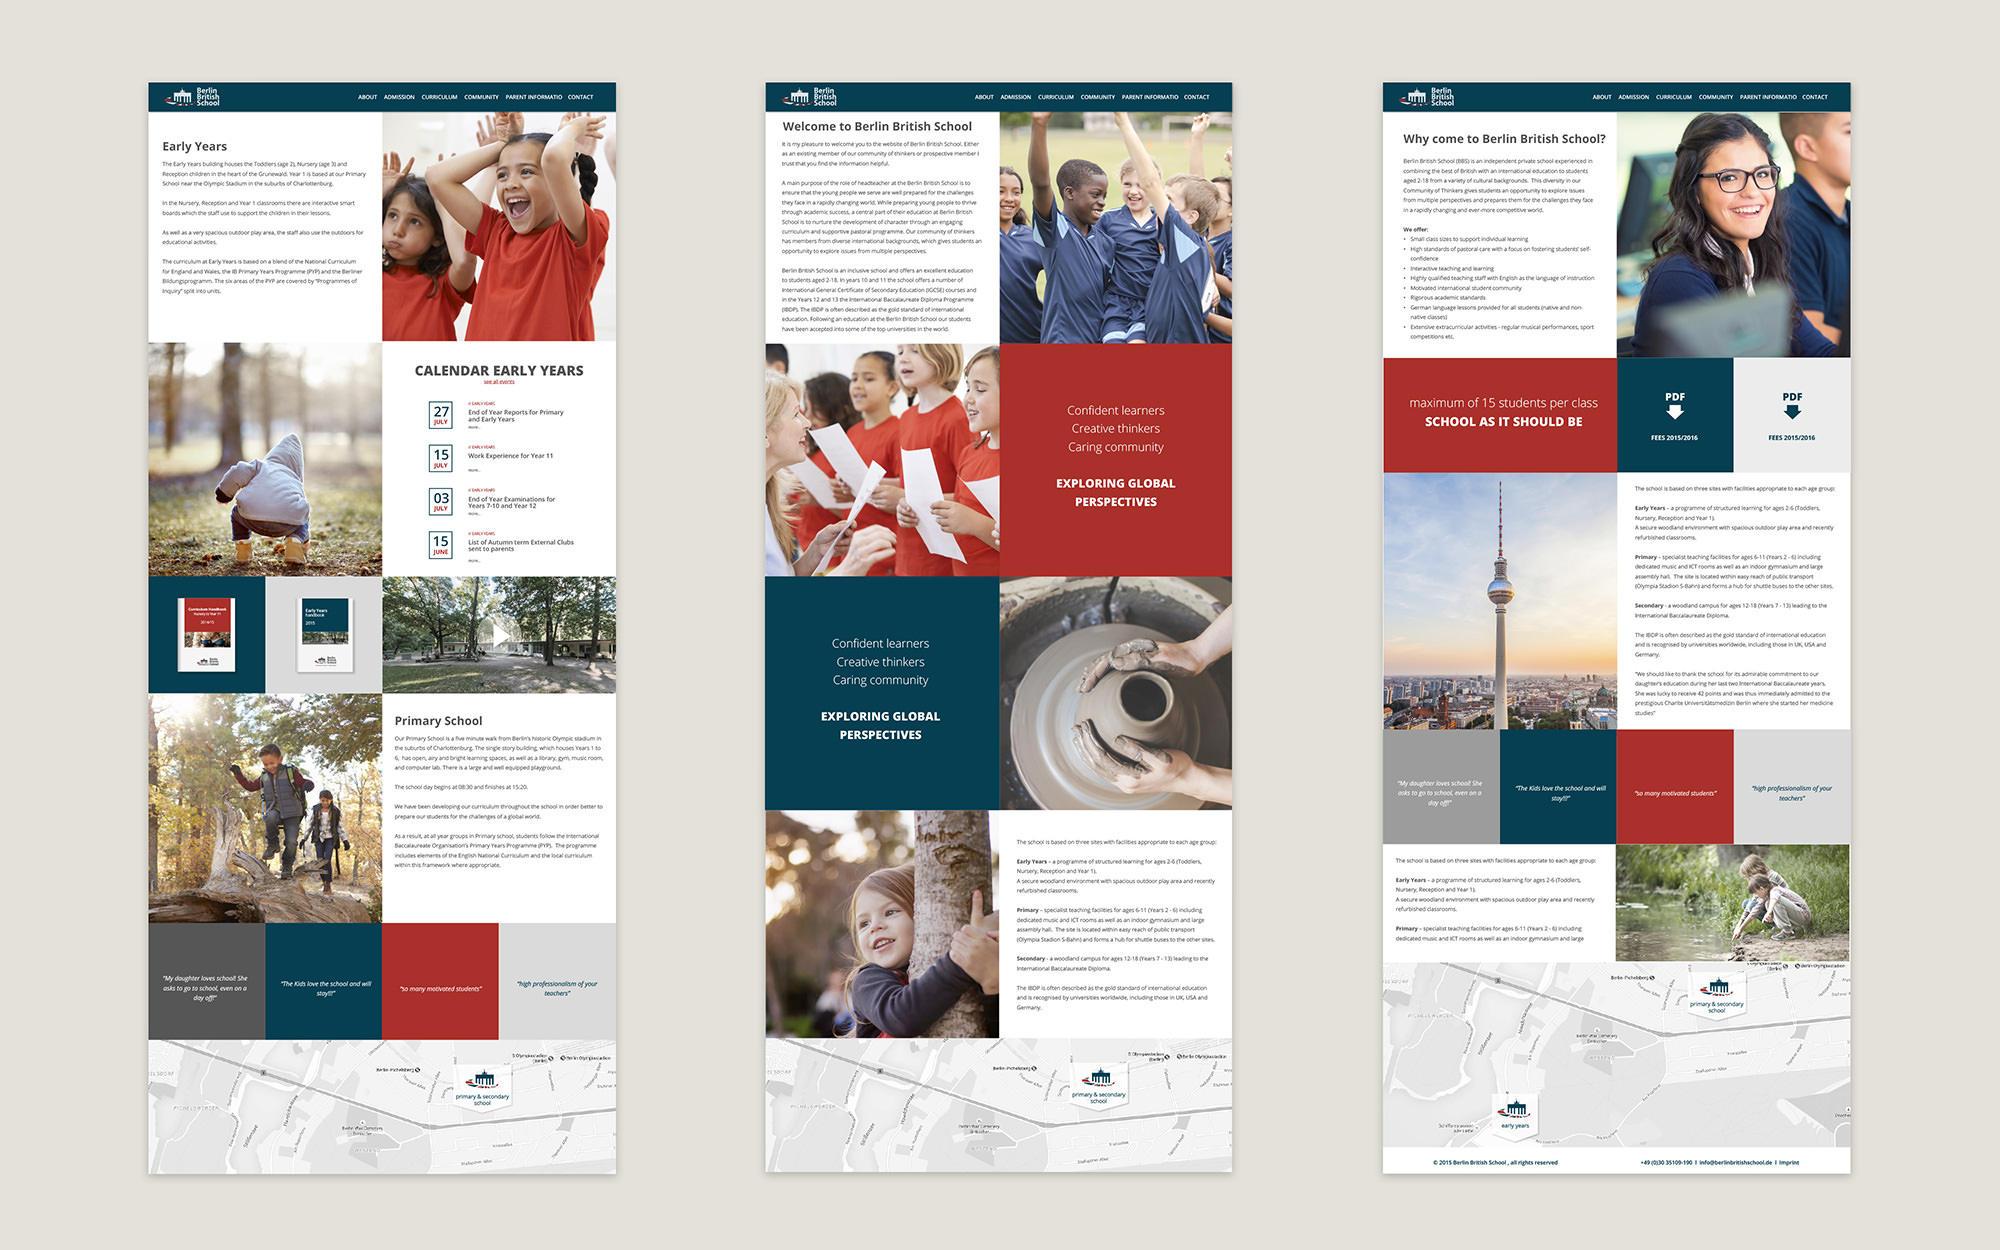 Berlin
British
School
ABOUT ADMISSION CURRICULUM COMMUNITY PARENT INFORMATIO CONTACT
Early Years
The Early Years building houses the Toddlers (age 2), Nursery (age 3) and
Reception children in the heart of the Grunewald. Year 1 is based at our Primary
School near the Olympic Stadium in the suburbs of Charlottenburg.
In the Nursery, Reception and Year 1 classrooms there are interactive smart
boards which the staff use to support the children in their lessons.
As well as a very spacious outdoor play area, the staff also use the outdoors for
educational activities.
The curriculum at Early Years is based on a blend of the National Curriculum
for England and Wales, the IB Primary Years Programme (PYP) and the Berliner
Bildungsprogramm. The six areas of the PYP are covered by "Programmes of
Inquiry" split into units.
CALENDAR EARLY YEARS
see all events
27
JULY
// EARLY YEARS
End of Year Reports for Primary
and Early Years
more...
15
JULY
// EARLY YEARS
Work Experience for Year 11
more...
03
JULY
// EARLY YEARS
End of Year Examinations for
Years 7-10 and Year 12
more...
15
JUNE
// EARLY YEARS
List of Autumn term External Clubs
sent to parents
more...
Curriculum Handbook
Nursery to Year 11
2014/15
Early Years
handbook
2015
Primary School
Our Primary School is a five minute walk from Berlin's historic Olympic stadium in
the suburbs of Charlottenburg. The single story building, which houses Years 1 to
6, has open, airy and bright learning spaces, as well as a library, gym, music room,
and computer lab. There is a large and well equipped playground.
The school day begins at 08:30 and finishes at 15:20.
We have been developing our curriculum throughout the school in order better to
prepare our students for the challenges of a global world.
As a result, at all year groups in Primary school, students follow the International
Baccalaureate Organisation's Primary Years Programme (PYP). The programme
includes elements of the English National Curriculum and the local curriculum
within this framework where appropriate.
"My daughter loves school! She
asks to go to school, even on a
day off!"
"The Kids love the school and will
stay!!!"
"so many motivated students"
"high professionalism of your
teachers"
Berlin-Pichelsberg
primary & secondary
school
Berlin
British
School
ABOUT ADMISSION CURRICULUM COMMUNITY PARENT INFORMATIO CONTACT
Welcome to Berlin British School
It is my pleasure to welcome you to the website of Berlin British School. Either
as an existing member of our community of thinkers or prospective member I
trust that you find the information helpful.
A main purpose of the role of headteacher at the Berlin British School is to
ensure that the young people we serve are well prepared for the challenges
they face in a rapidly changing world. While preparing young people to thrive
through academic success, a central part of their education at Berlin British
School is to nurture the development of character through an engaging
curriculum and supportive pastoral programme. Our community of thinkers
has members from diverse international backgrounds, which gives students an
opportunity to explore issues from multiple perspectives.
Berlin British School is an inclusive school and offers an excellent education
to students aged 2-18. In years 10 and 11 the school offers a number of
International General Certificate of Secondary Education (IGCSE) courses and
in the Years 12 and 13 the International Baccalaureate Diploma Programme
(IBDP). The IBDP is often described as the gold standard of international
education. Following an education at the Berlin British School our students
have been accepted into some of the top universities in the world.
Confident learners
Creative thinkers
Caring community
EXPLORING GLOBAL
PERSPECTIVES
Confident learners
Creative thinkers
Caring community
EXPLORING GLOBAL
PERSPECTIVES
The school is based on three sites with facilities appropriate to each age group:
Early Years – a programme of structured learning for ages 2-6 (Toddlers,
Nursery, Reception and Year 1).
A secure woodland environment with spacious outdoor play area and recently
refurbished classrooms.
Primary – specialist teaching facilities for ages 6-11 (Years 2 - 6) including
dedicated music and ICT rooms as well as an indoor gymnasium and large
assembly hall. The site is located within easy reach of public transport
(Olympia Stadion S-Bahn) and forms a hub for shuttle buses to the other sites.
Secondary - a woodland campus for ages 12-18 (Years 7 - 13) leading to the
International Baccalaureate Diploma.
The IBDP is often described as the gold standard of international education
and is recognised by universities worldwide, including those in UK, USA and
Germany.
Berlin-Pichelsberg
primary & secondary
school
Berlin
British
School
ABOUT ADMISSION CURRICULUM COMMUNITY PARENT INFORMATIO CONTACT
Why come to Berlin British School?
Berlin British School (BBS) is an independent private school experienced in
combining the best of British with an international education to students
aged 2-18 from a variety of cultural backgrounds. This diversity in our
Community of Thinkers gives students an opportunity to explore issues
from multiple perspectives and prepares them for the challenges they face
in a rapidly changing and ever-more competitive world.
We offer:
• Small class sizes to support individual learning
• High standards of pastoral care with a focus on fostering students' self-
confidence
• Interactive teaching and learning
• Highly qualified teaching staff with English as the language of instruction
• Motivated international student community
• Rigorous academic standards
• German language lessons provided for all students (native and non-
native classes)
• Extensive extracurricular activities - regular musical performances, sport
competitions etc.
maximum of 15 students per class
SCHOOL AS IT SHOULD BE
PDF
FEES 2015/2016
PDF
FEES 2015/2016
The school is based on three sites with facilities appropriate to each age group:
Early Years – a programme of structured learning for ages 2-6 (Toddlers,
Nursery, Reception and Year 1).
A secure woodland environment with spacious outdoor play area and recently
refurbished classrooms.
Primary – specialist teaching facilities for ages 6-11 (Years 2 - 6) including
dedicated music and ICT rooms as well as an indoor gymnasium and large
assembly hall. The site is located within easy reach of public transport
(Olympia Stadion S-Bahn) and forms a hub for shuttle buses to the other sites.
Secondary - a woodland campus for ages 12-18 (Years 7 - 13) leading to the
International Baccalaureate Diploma.
The IBDP is often described as the gold standard of international education
and is recognised by universities worldwide, including those in UK, USA and
Germany.
"We should like to thank the school for its admirable commitment to our
daughter's education during her last two International Baccalaureate years.
She was lucky to receive 42 points and was thus immediately admitted to the
prestigious Charite Universitätsmedizin Berlin where she started her medicine
studies"
"My daughter loves school! She
asks to go to school, even on a
day off!"
"The Kids love the school and will
stay!!!"
"so many motivated students"
"high professionalism of your
teachers"
The school is based on three sites with facilities appropriate to each age group:
Early Years – a programme of structured learning for ages 2-6 (Toddlers,
Nursery, Reception and Year 1).
A secure woodland environment with spacious outdoor play area and recently
refurbished classrooms.
Primary – specialist teaching facilities for ages 6-11 (Years 2 - 6) including
dedicated music and ICT rooms as well as an indoor gymnasium and large
Berlin-Pichelsberg
primary & secondary
school
early years
© 2015 Berlin British School , all rights reserved
+49 (0)30 35109-190 I info@berlinbritishschool.de I Imprint